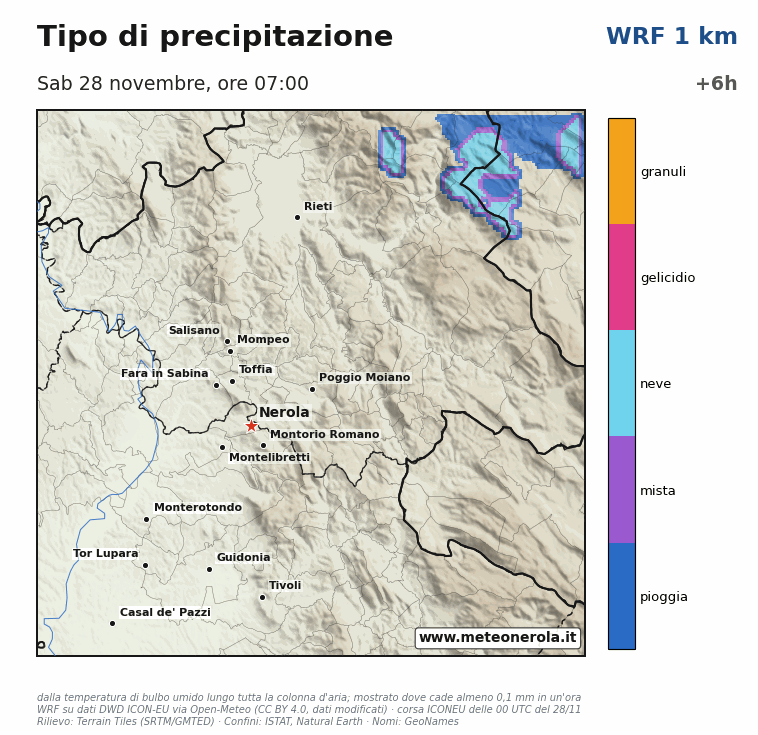 Tipo di precipitazione
WRF 1 km
Sab 28 novembre, ore 07:00
+6h
granuli
gelicidio
neve
mista
pioggia
Rieti
Salisano
Mompeo
Fara in Sabina
Toffia
Poggio Moiano
Nerola
Montorio Romano
Montelibretti
Monterotondo
Tor Lupara
Guidonia
Tivoli
Casal de' Pazzi
www.meteonerola.it
dalla temperatura di bulbo umido lungo tutta la colonna d'aria; mostrato dove cade almeno 0,1 mm in un'ora
WRF su dati DWD ICON-EU via Open-Meteo (CC BY 4.0, dati modificati) · corsa ICONEU delle 00 UTC del 28/11
Rilievo: Terrain Tiles (SRTM/GMTED) · Confini: ISTAT, Natural Earth · Nomi: GeoNames